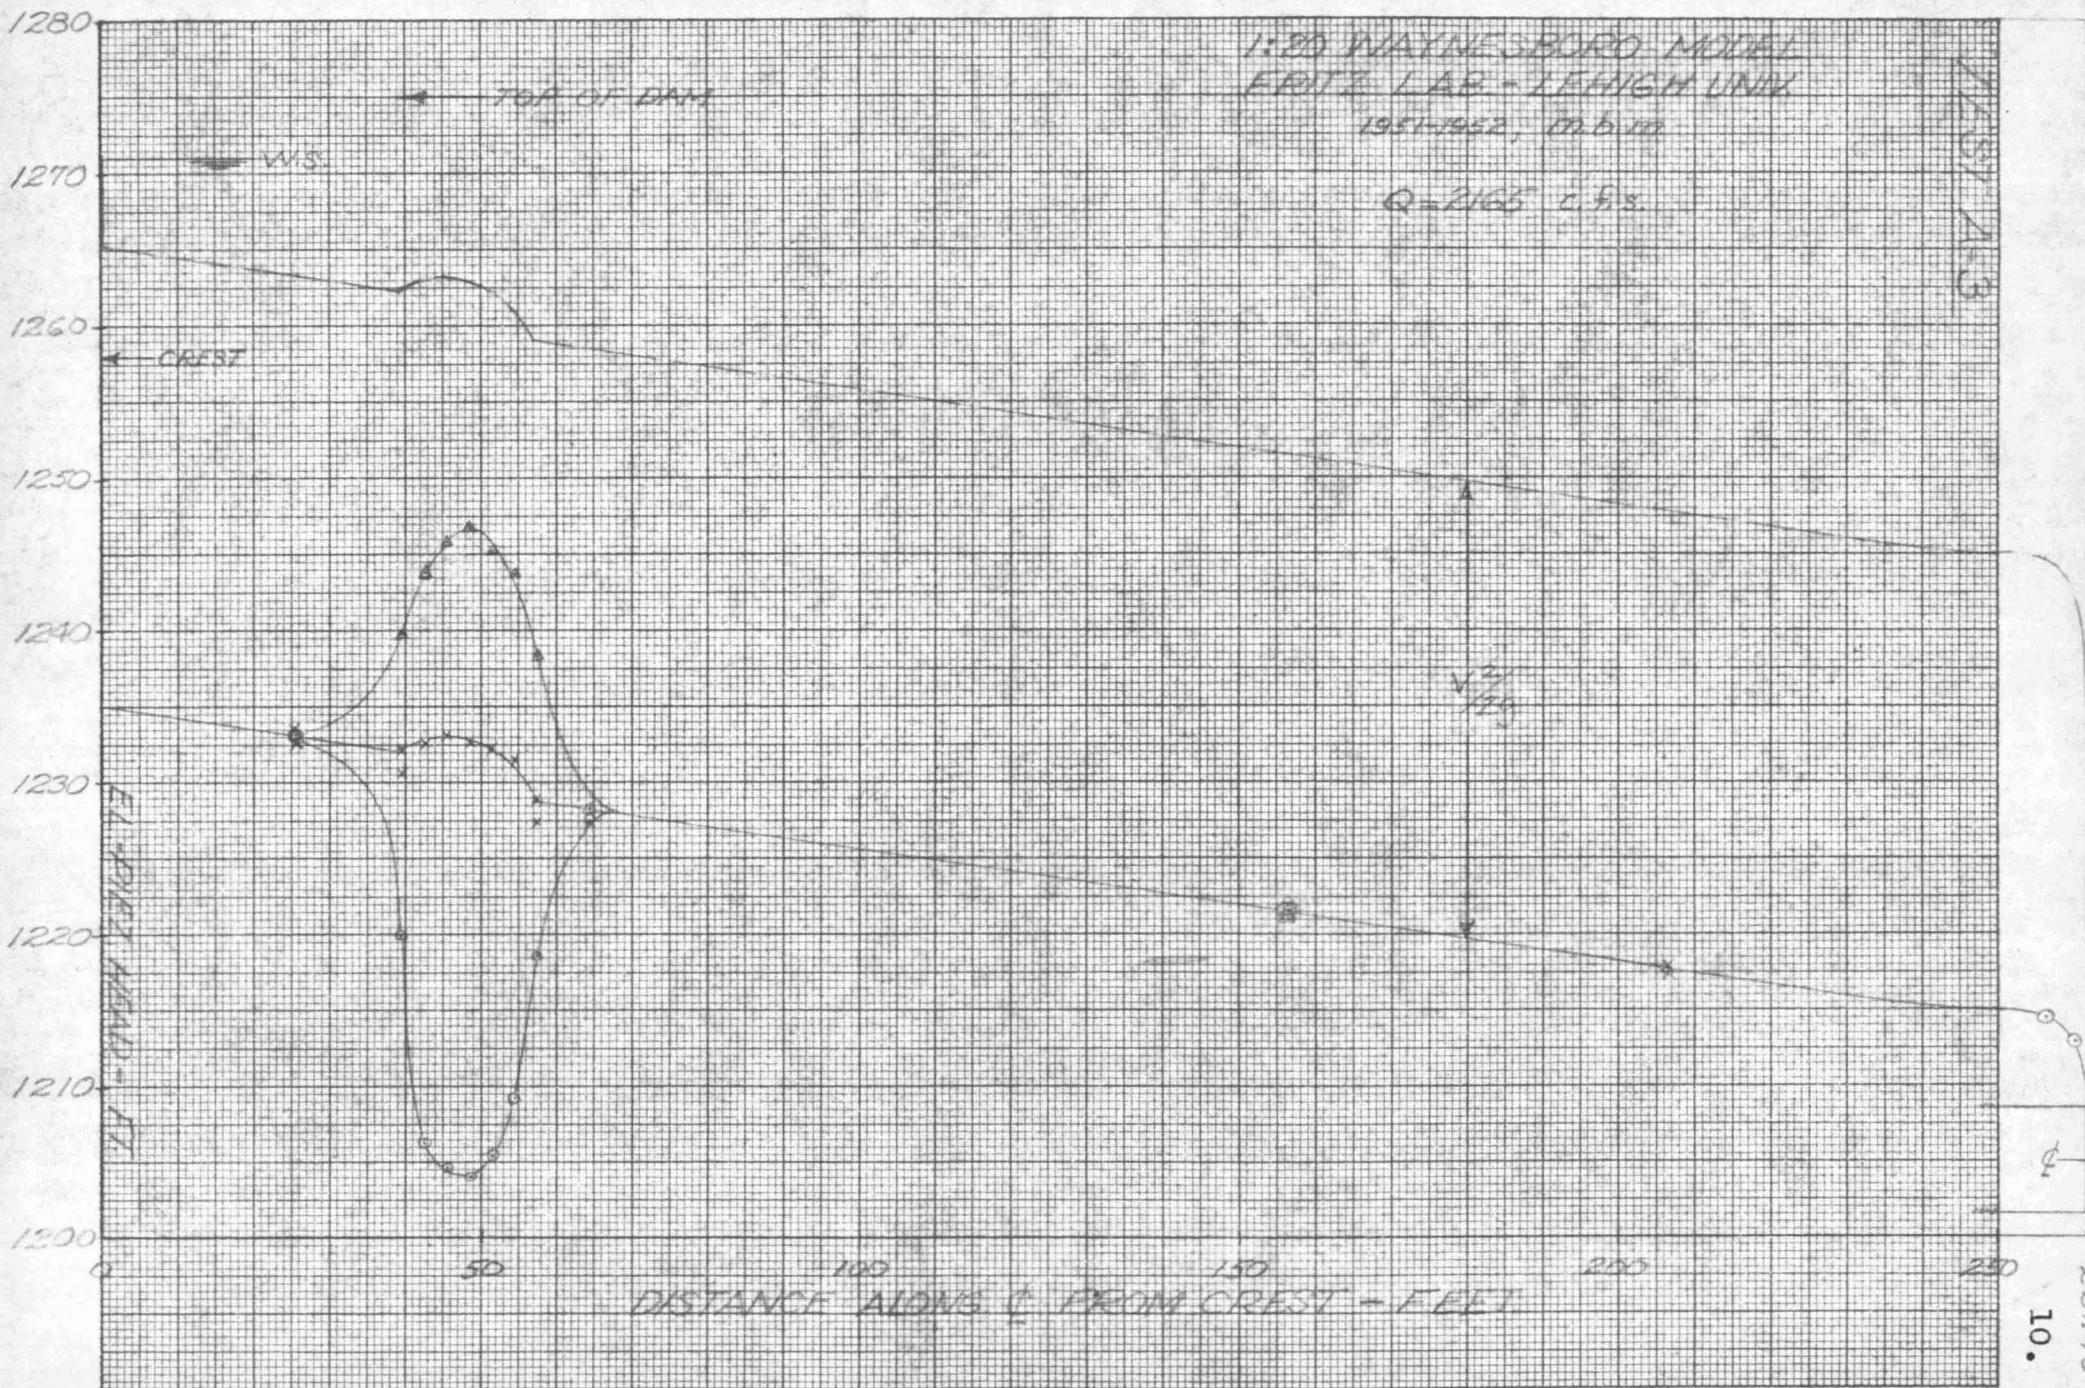 1:20 WAYNESBORO MODEL
FRITZ LAB. - LEHIGH UNIV.
1951-1952, m.b.m.
Q=2165 c.f.s.
TEST A-3
TOP OF DAM
W.S.
CREST
V²/2g
EL.-PIEZ HEAD-FT
1280
1270
1260
1250
1240
1230
1220
1210
1200
0 50 100 150 200 250
DISTANCE ALONG ℄ FROM CREST - FEET
℄
10.